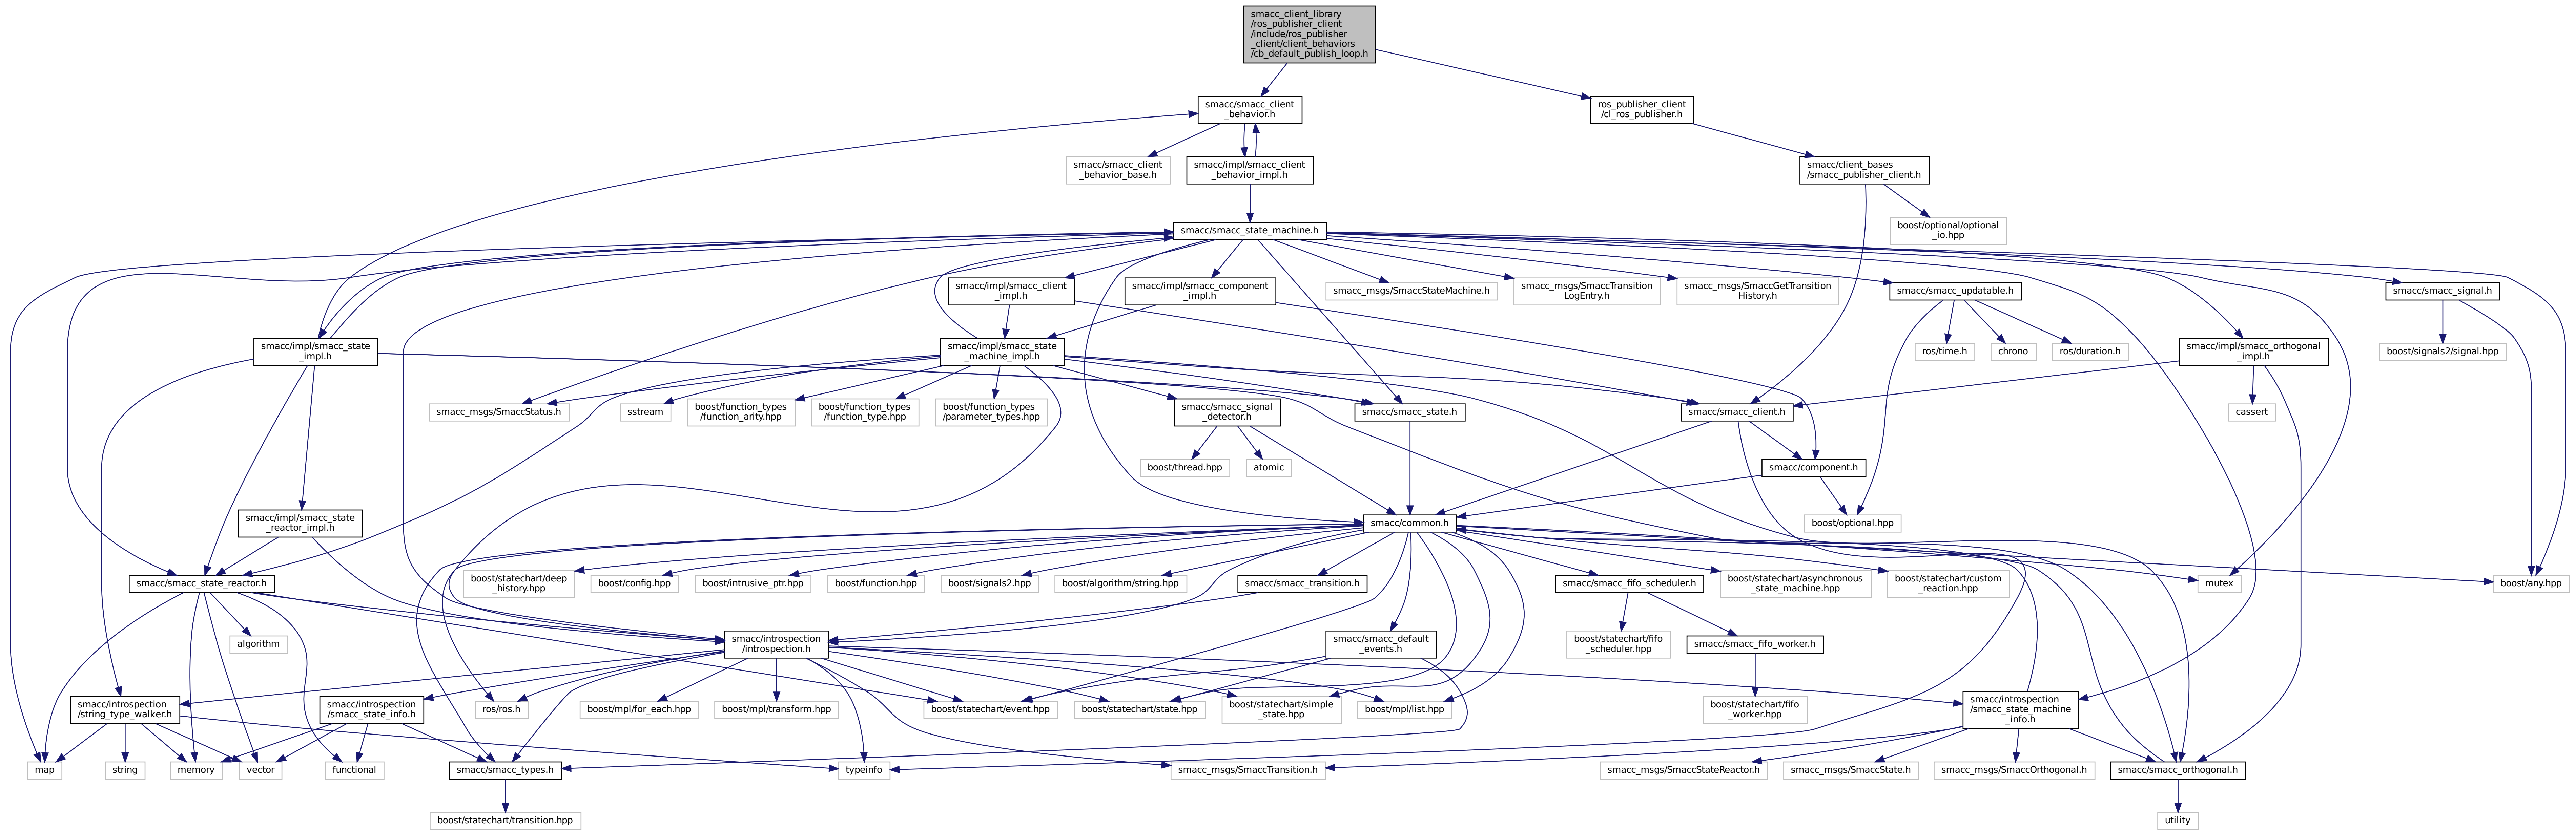 smacc_client_library
/ros_publisher_client
/include/ros_publisher
_client/client_behaviors
/cb_default_publish_loop.h
smacc/smacc_client
_behavior.h
ros_publisher_client
/cl_ros_publisher.h
smacc/smacc_client
_behavior_base.h
smacc/impl/smacc_client
_behavior_impl.h
smacc/client_bases
/smacc_publisher_client.h
smacc/smacc_state_machine.h
boost/optional/optional
_io.hpp
smacc/impl/smacc_client
_impl.h
smacc/impl/smacc_component
_impl.h
smacc_msgs/SmaccStateMachine.h
smacc_msgs/SmaccTransition
LogEntry.h
smacc_msgs/SmaccGetTransition
History.h
smacc/smacc_updatable.h
smacc/smacc_signal.h
smacc/impl/smacc_state
_impl.h
smacc/impl/smacc_state
_machine_impl.h
ros/time.h
chrono
ros/duration.h
smacc/impl/smacc_orthogonal
_impl.h
boost/signals2/signal.hpp
smacc_msgs/SmaccStatus.h
sstream
boost/function_types
/function_arity.hpp
boost/function_types
/function_type.hpp
boost/function_types
/parameter_types.hpp
smacc/smacc_signal
_detector.h
smacc/smacc_state.h
smacc/smacc_client.h
cassert
boost/thread.hpp
atomic
smacc/component.h
smacc/impl/smacc_state
_reactor_impl.h
smacc/common.h
boost/optional.hpp
smacc/smacc_state_reactor.h
boost/statechart/deep
_history.hpp
boost/config.hpp
boost/intrusive_ptr.hpp
boost/function.hpp
boost/signals2.hpp
boost/algorithm/string.hpp
smacc/smacc_transition.h
smacc/smacc_fifo_scheduler.h
boost/statechart/asynchronous
_state_machine.hpp
boost/statechart/custom
_reaction.hpp
mutex
boost/any.hpp
algorithm
smacc/introspection
/introspection.h
smacc/smacc_default
_events.h
boost/statechart/fifo
_scheduler.hpp
smacc/smacc_fifo_worker.h
smacc/introspection
/string_type_walker.h
smacc/introspection
/smacc_state_info.h
ros/ros.h
boost/mpl/for_each.hpp
boost/mpl/transform.hpp
boost/statechart/event.hpp
boost/statechart/state.hpp
boost/statechart/simple
_state.hpp
boost/mpl/list.hpp
boost/statechart/fifo
_worker.hpp
smacc/introspection
/smacc_state_machine
_info.h
map
string
memory
vector
functional
smacc/smacc_types.h
typeinfo
smacc_msgs/SmaccTransition.h
smacc_msgs/SmaccStateReactor.h
smacc_msgs/SmaccState.h
smacc_msgs/SmaccOrthogonal.h
smacc/smacc_orthogonal.h
boost/statechart/transition.hpp
utility